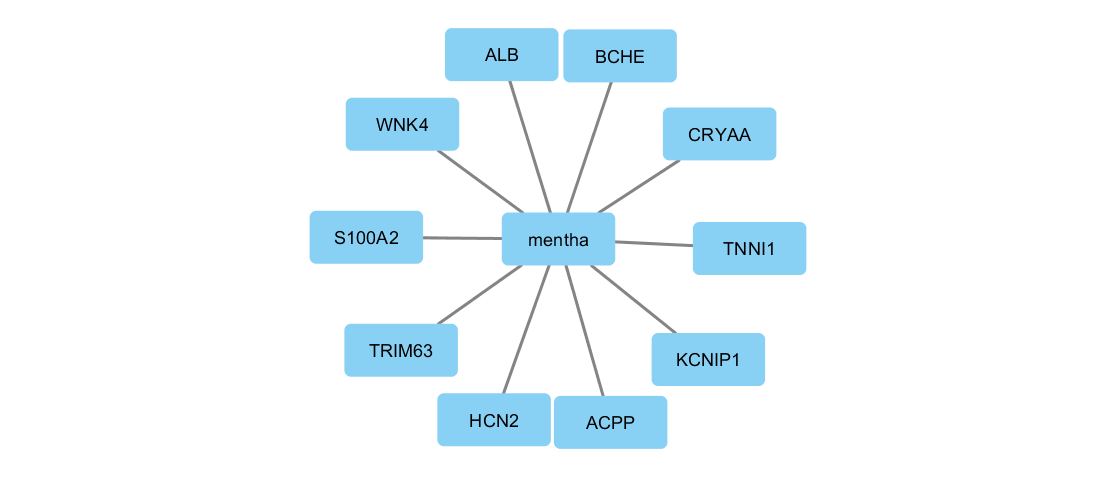 ALB
BCHE
WNK4
CRYAA
S100A2
mentha
TNNI1
TRIM63
KCNIP1
HCN2
ACPP